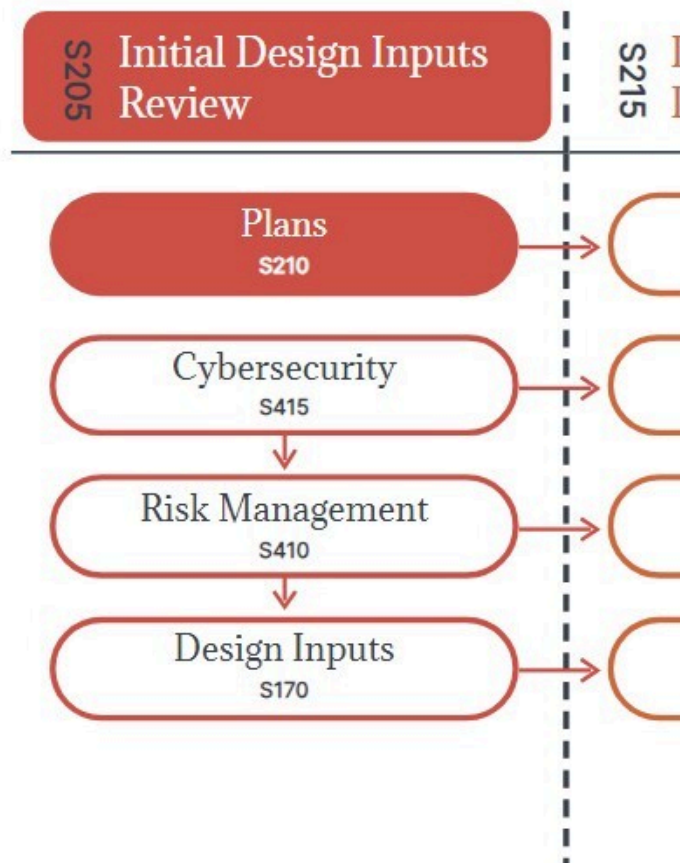 S205
Initial Design Inputs
Review
S215
Plans
S210
Cybersecurity
S415
Risk Management
S410
Design Inputs
S170